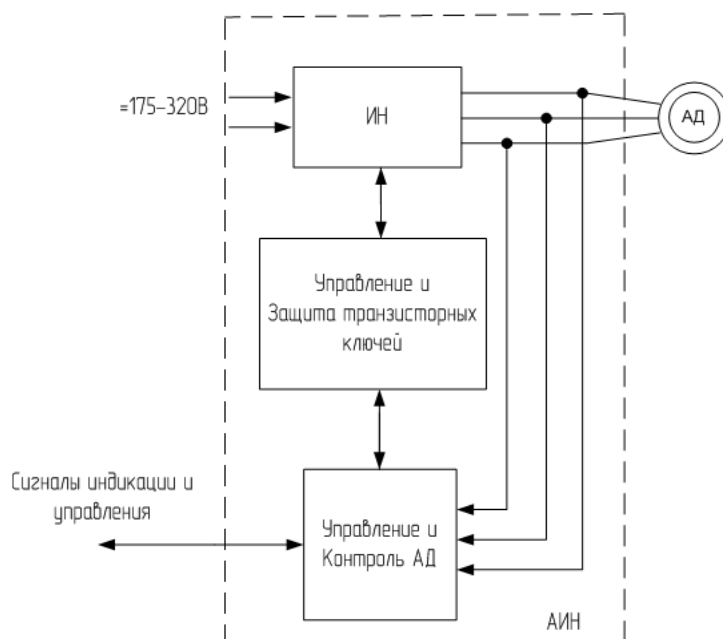 =175-320В
ИН
АД
Управление и
Защита транзисторных
ключей
Сигналы индикации и
управления
Управление и
Контроль АД
АИН